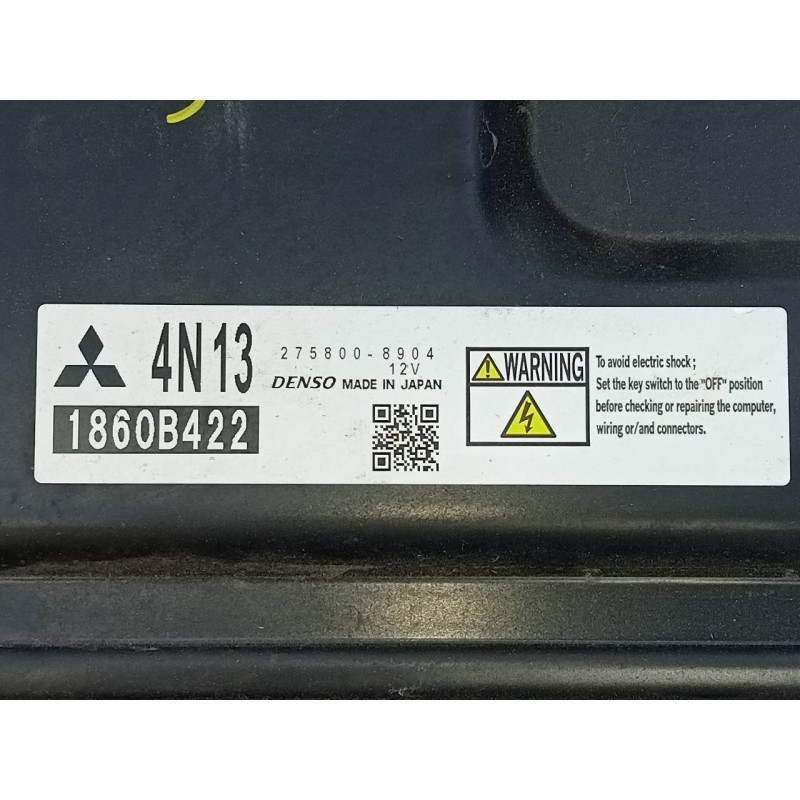 4N13
275800-8904
12V
DENSO MADE IN JAPAN
1860B422
WARNING
To avoid electric shock;
Set the key switch to the "OFF" position
before checking or repairing the computer,
wiring or/and connectors.